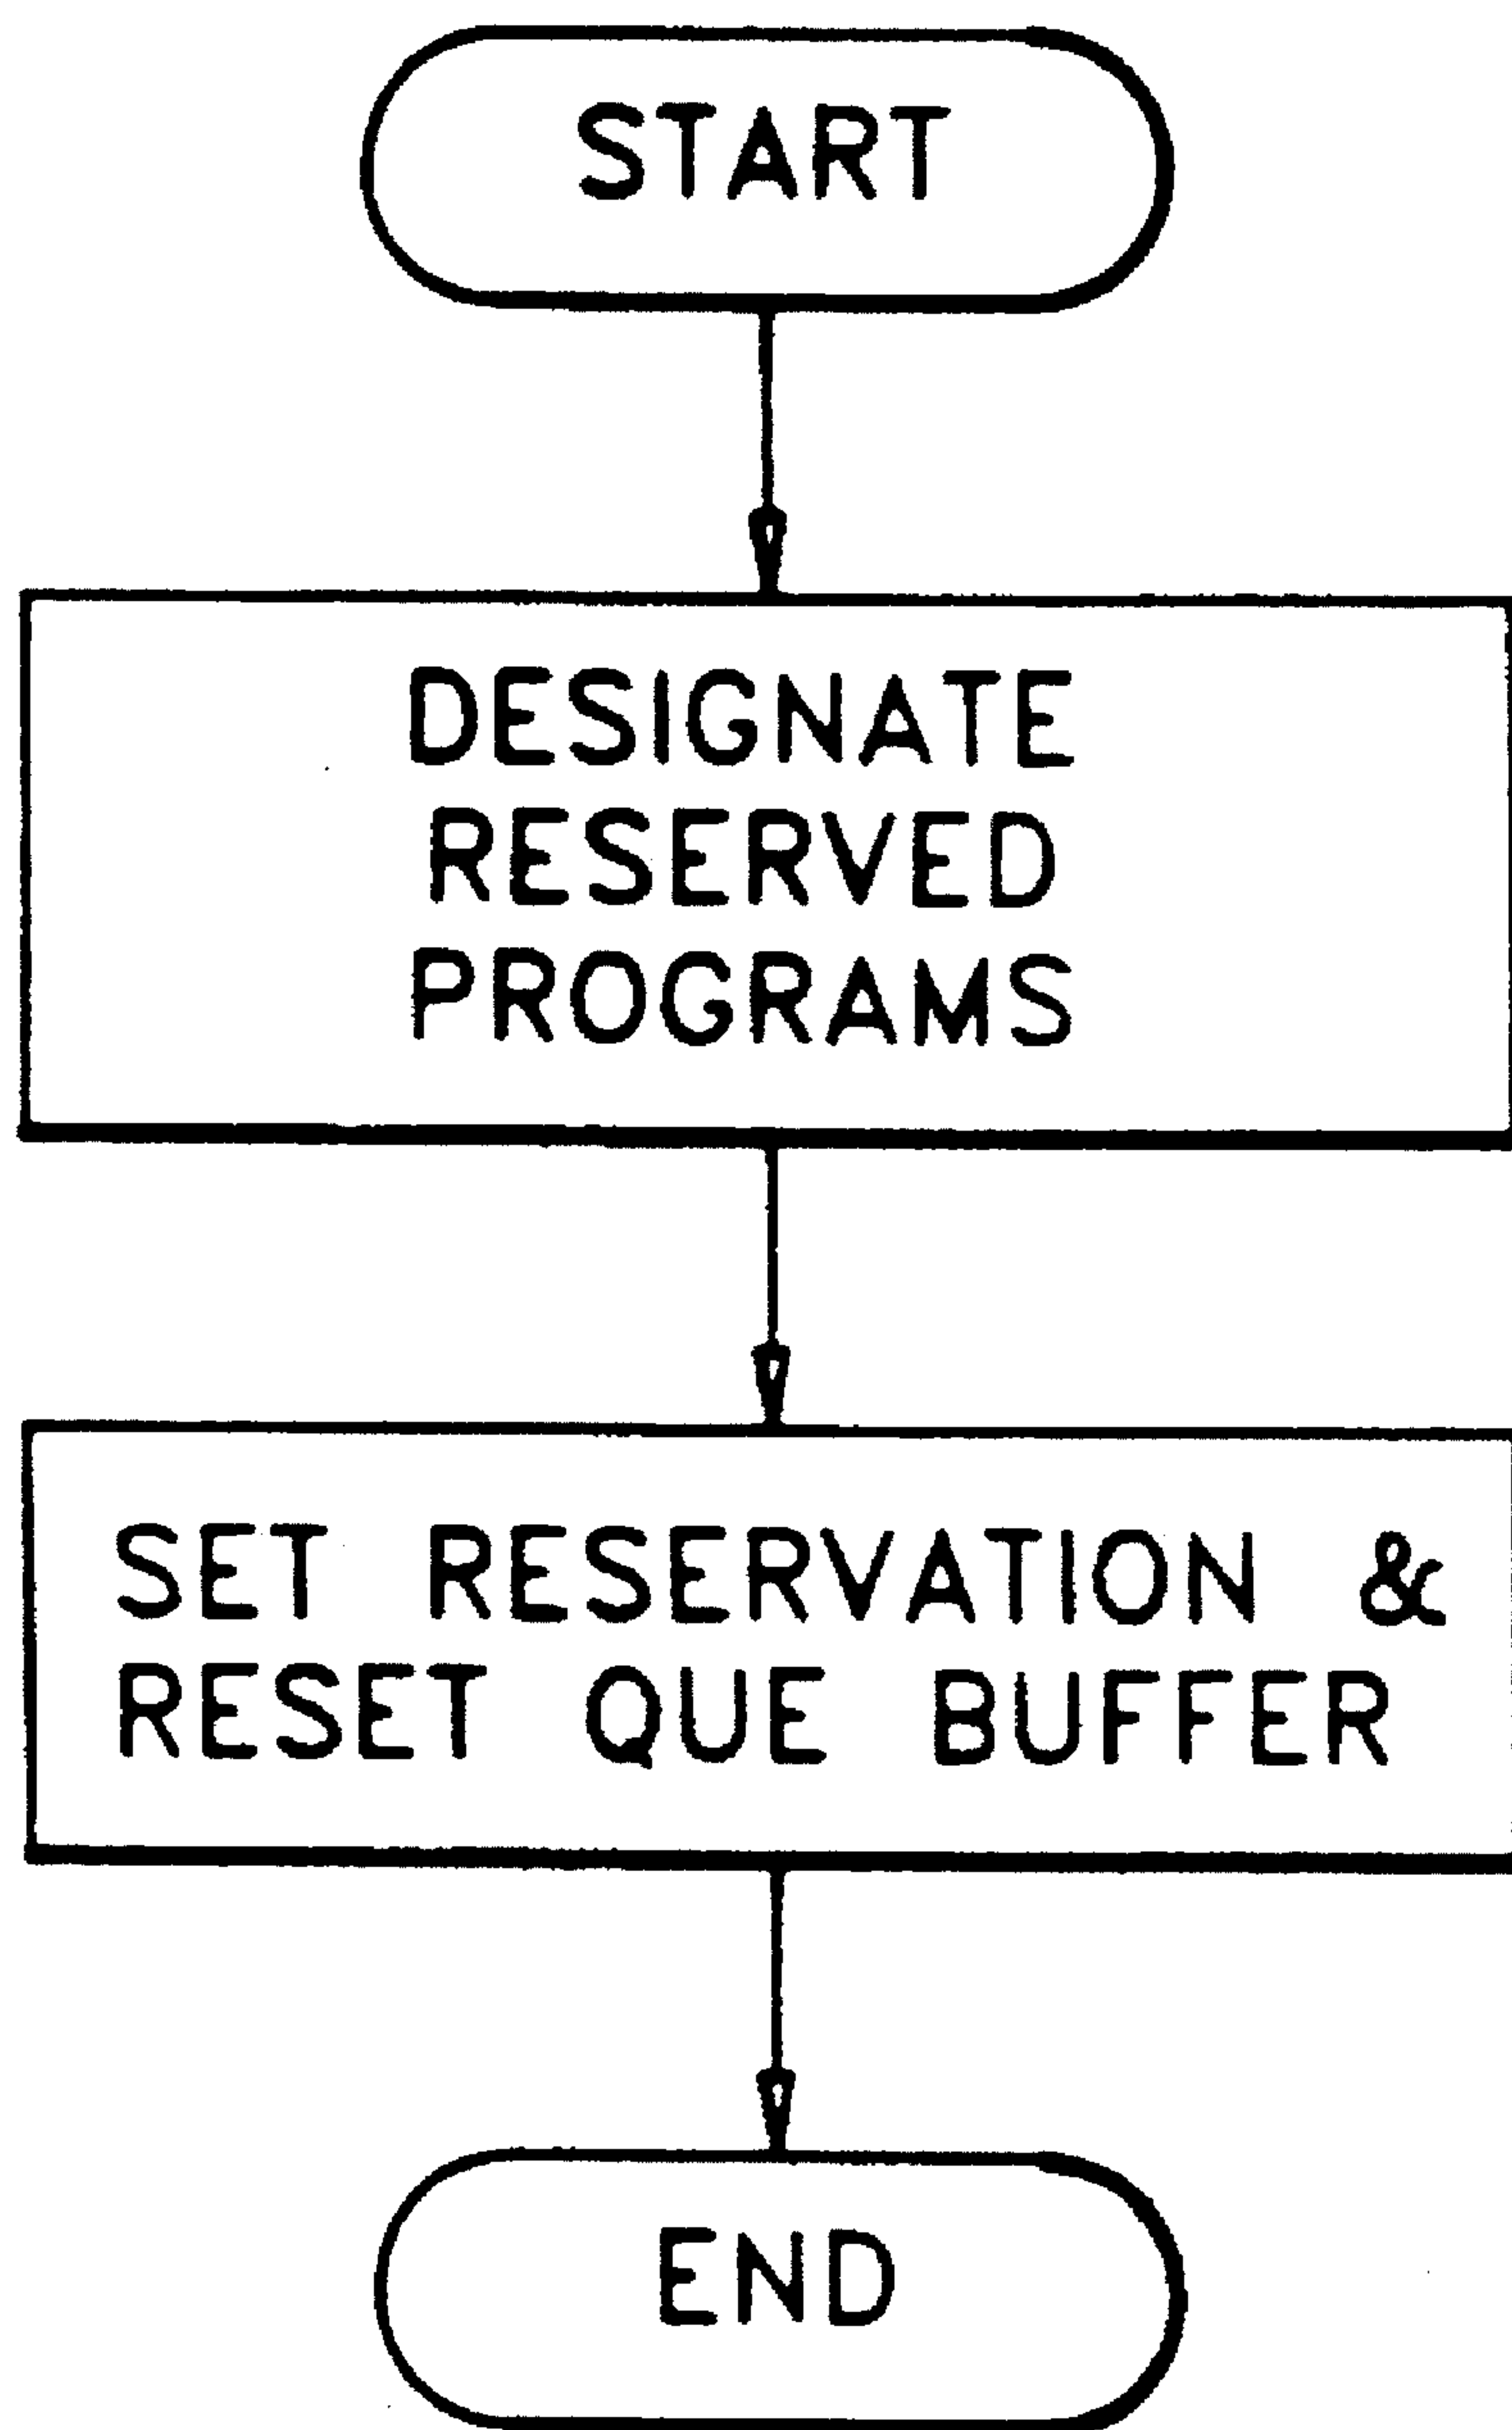 START
DESIGNATE
RESERVED
PROGRAMS
SET RESERVATION &
RESET QUE BUFFER
END